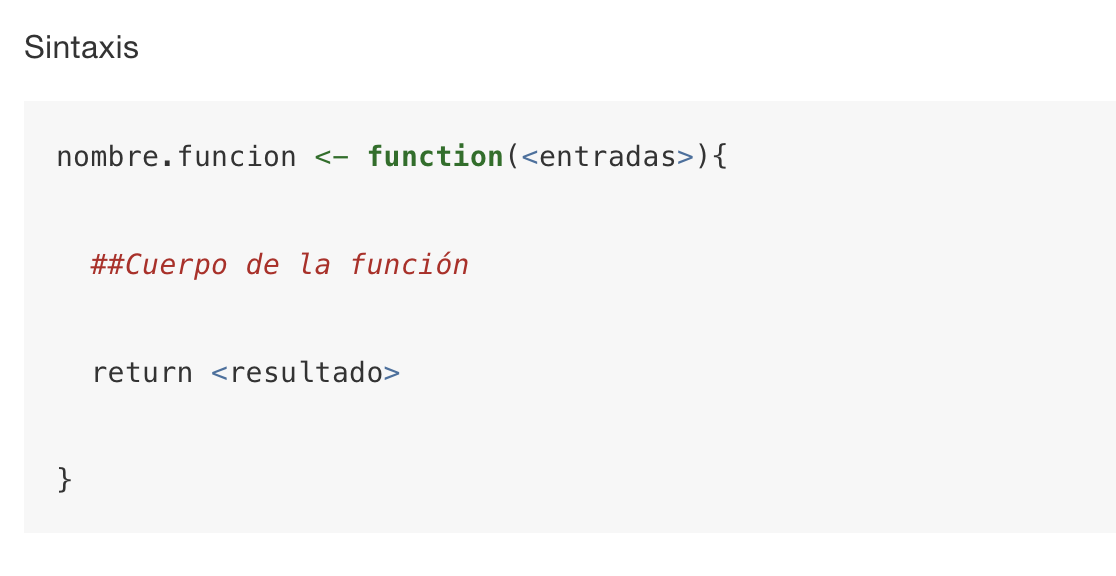 Sintaxis
nombre.funcion <- function(<entradas>){
##Cuerpo de la función
return <resultado>
}